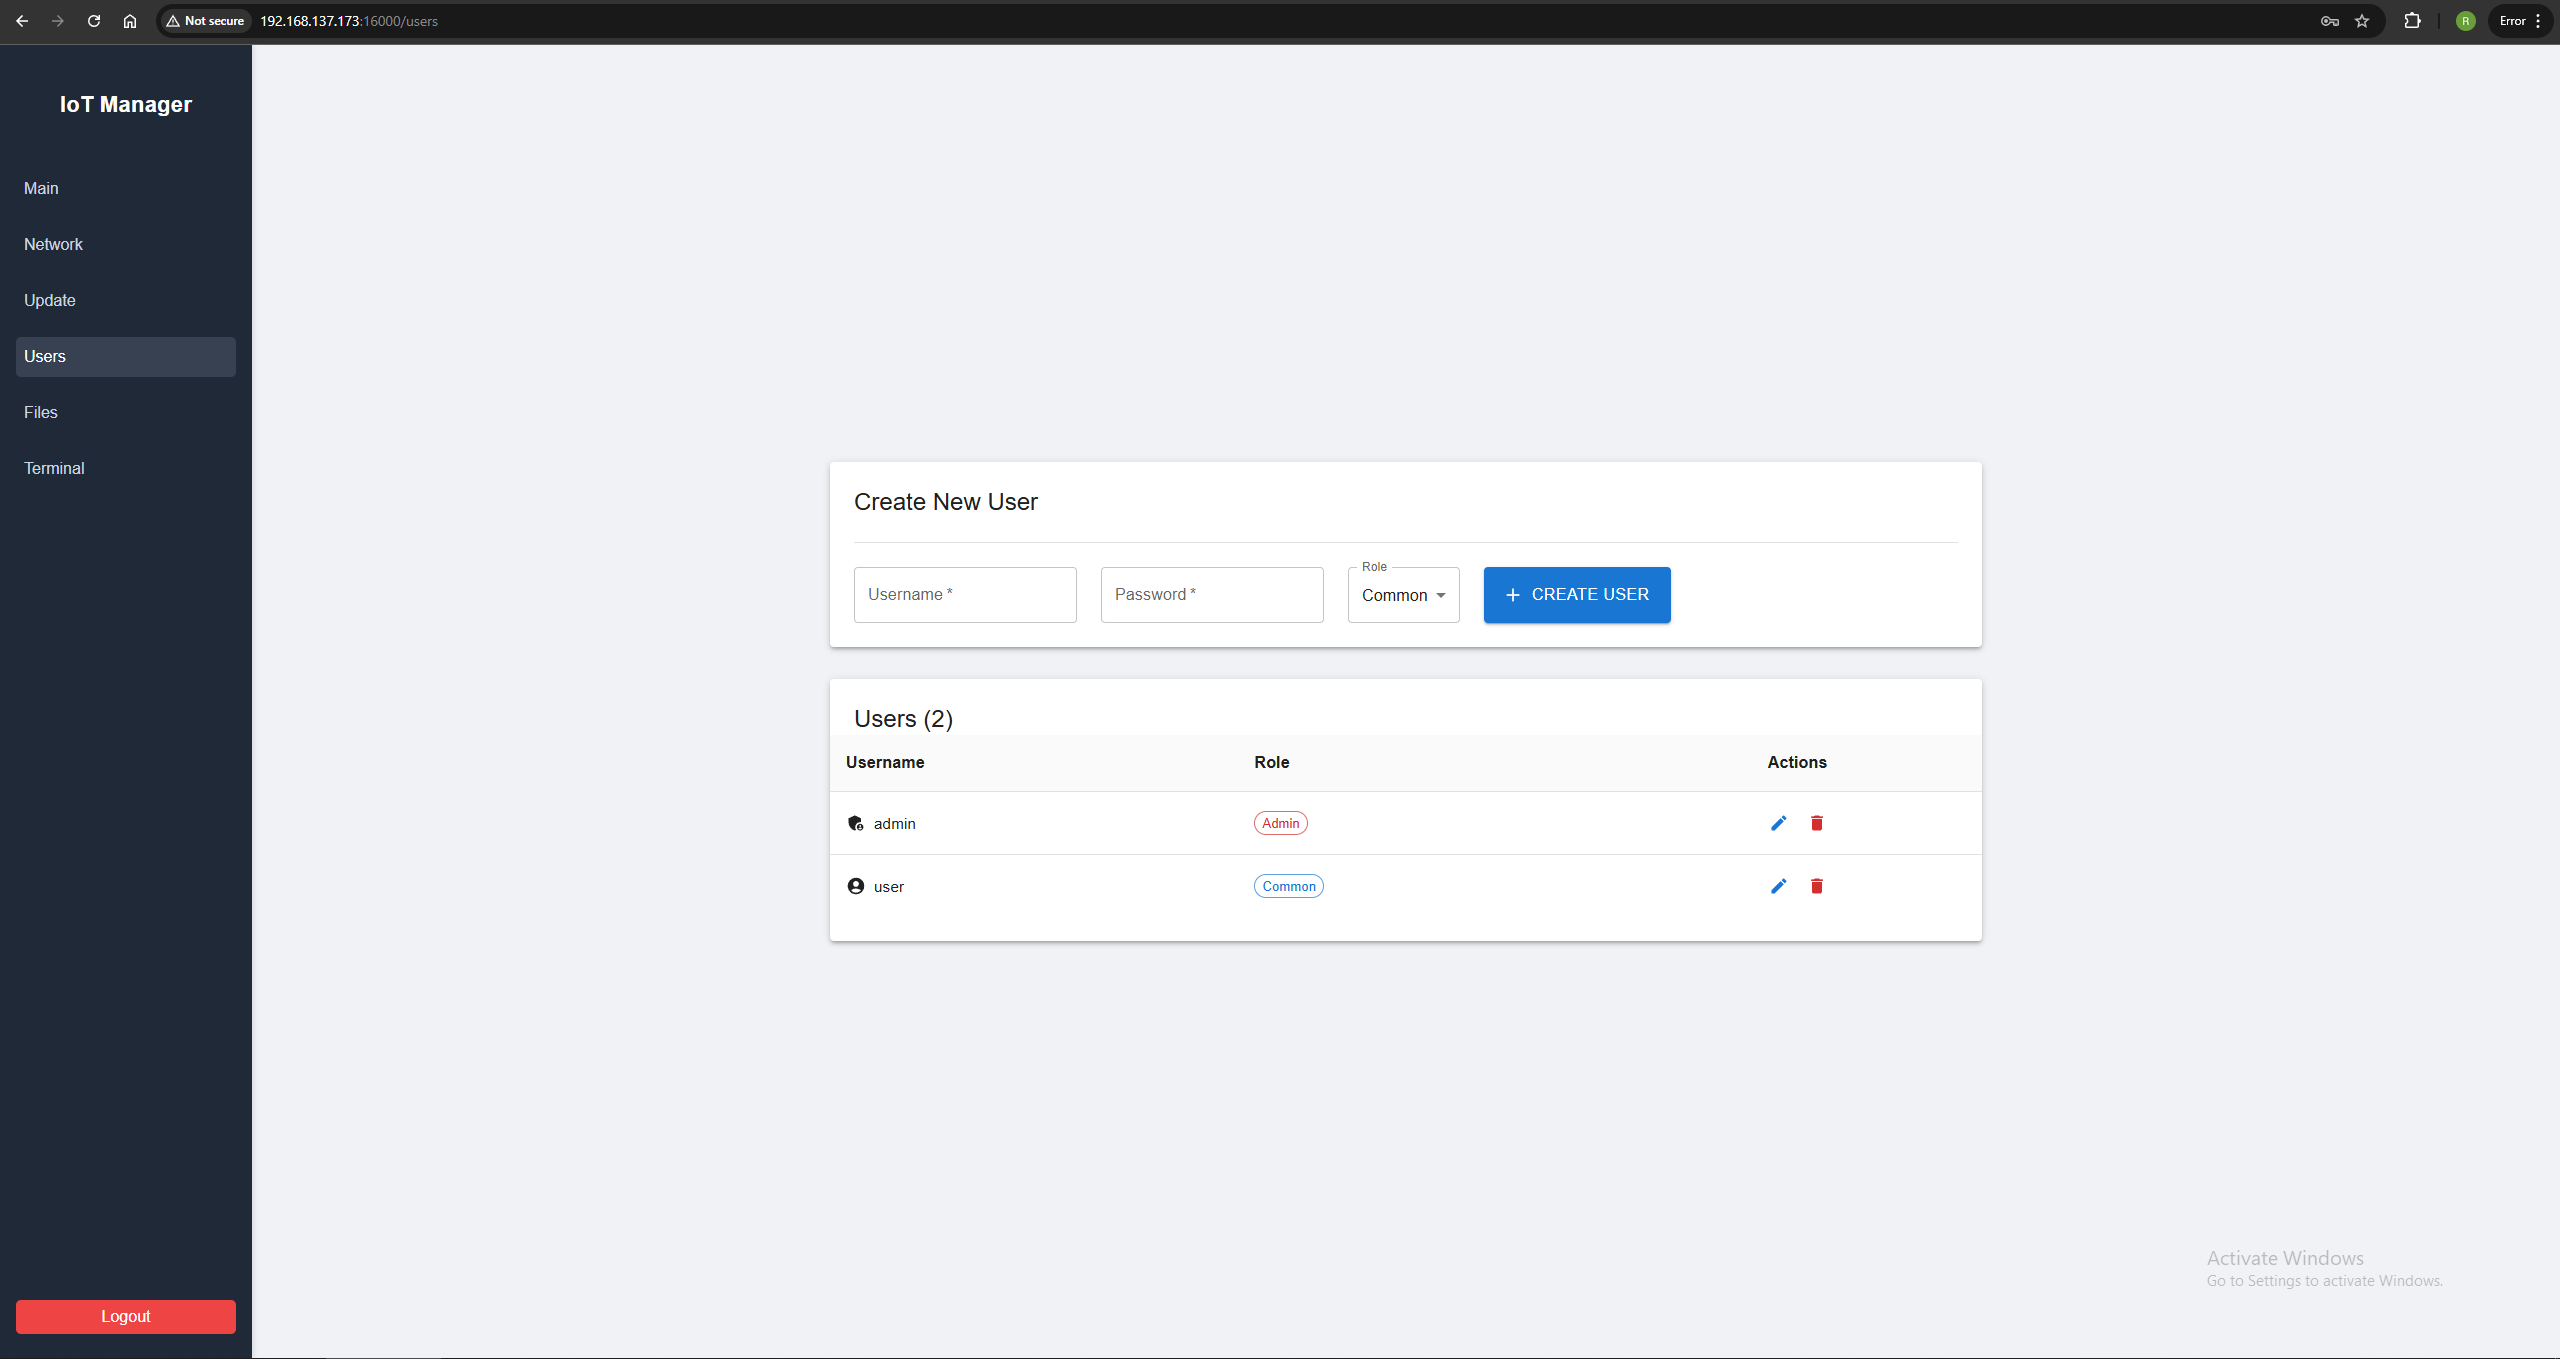 Not secure 192.168.137.173:16000/users R Error
IoT Manager
Main
Network
Update
Users
Files
Terminal
Logout
Create New User
Username *
Password *
Role
Common
CREATE USER
Users (2)
Username Role Actions
admin Admin
user Common
Activate Windows
Go to Settings to activate Windows.